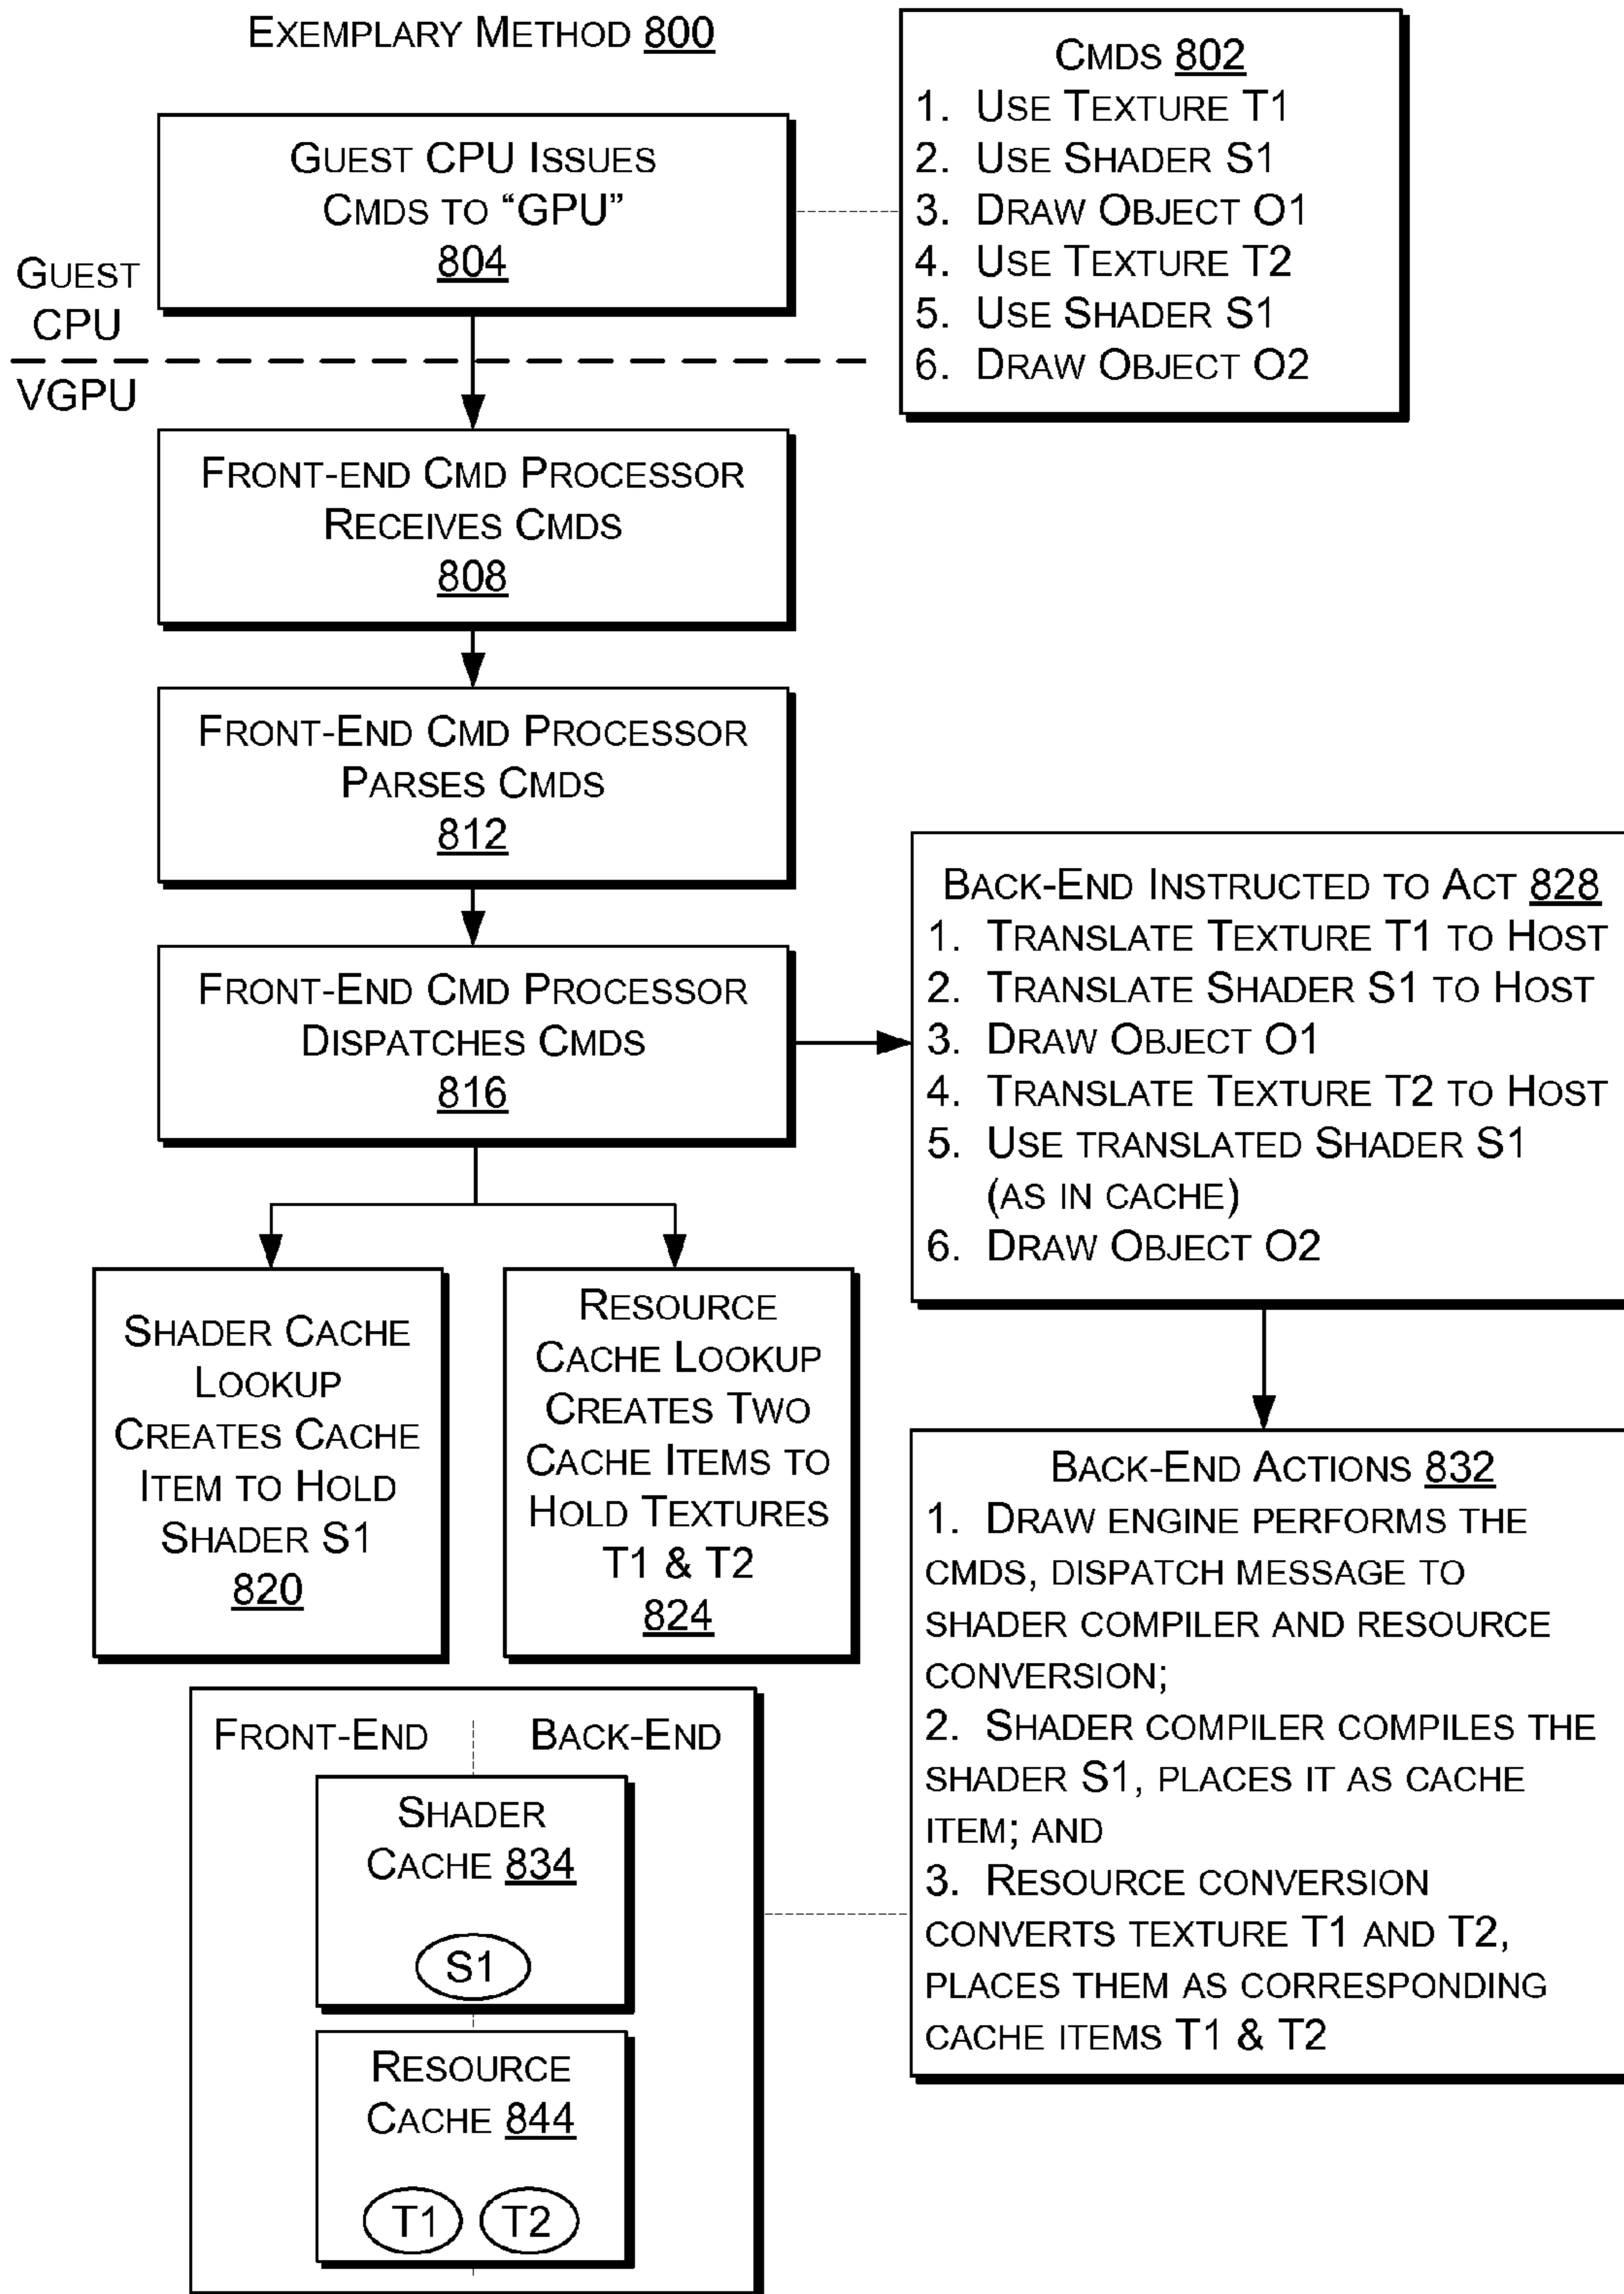 EXEMPLARY METHOD 800
CMDS 802
1. USE TEXTURE T1
2. USE SHADER S1
3. DRAW OBJECT O1
4. USE TEXTURE T2
5. USE SHADER S1
6. DRAW OBJECT O2
GUEST CPU ISSUES
CMDS TO “GPU”
804
GUEST
CPU
VGPU
FRONT-END CMD PROCESSOR
RECEIVES CMDS
808
FRONT-END CMD PROCESSOR
PARSES CMDS
812
FRONT-END CMD PROCESSOR
DISPATCHES CMDS
816
BACK-END INSTRUCTED TO ACT 828
1. TRANSLATE TEXTURE T1 TO HOST
2. TRANSLATE SHADER S1 TO HOST
3. DRAW OBJECT O1
4. TRANSLATE TEXTURE T2 TO HOST
5. USE TRANSLATED SHADER S1
(AS IN CACHE)
6. DRAW OBJECT O2
SHADER CACHE
LOOKUP
CREATES CACHE
ITEM TO HOLD
SHADER S1
820
RESOURCE
CACHE LOOKUP
CREATES TWO
CACHE ITEMS TO
HOLD TEXTURES
T1 & T2
824
BACK-END ACTIONS 832
1. DRAW ENGINE PERFORMS THE
CMDS, DISPATCH MESSAGE TO
SHADER COMPILER AND RESOURCE
CONVERSION;
2. SHADER COMPILER COMPILES THE
SHADER S1, PLACES IT AS CACHE
ITEM; AND
3. RESOURCE CONVERSION
CONVERTS TEXTURE T1 AND T2,
PLACES THEM AS CORRESPONDING
CACHE ITEMS T1 & T2
FRONT-END
BACK-END
SHADER
CACHE 834
S1
RESOURCE
CACHE 844
T1
T2